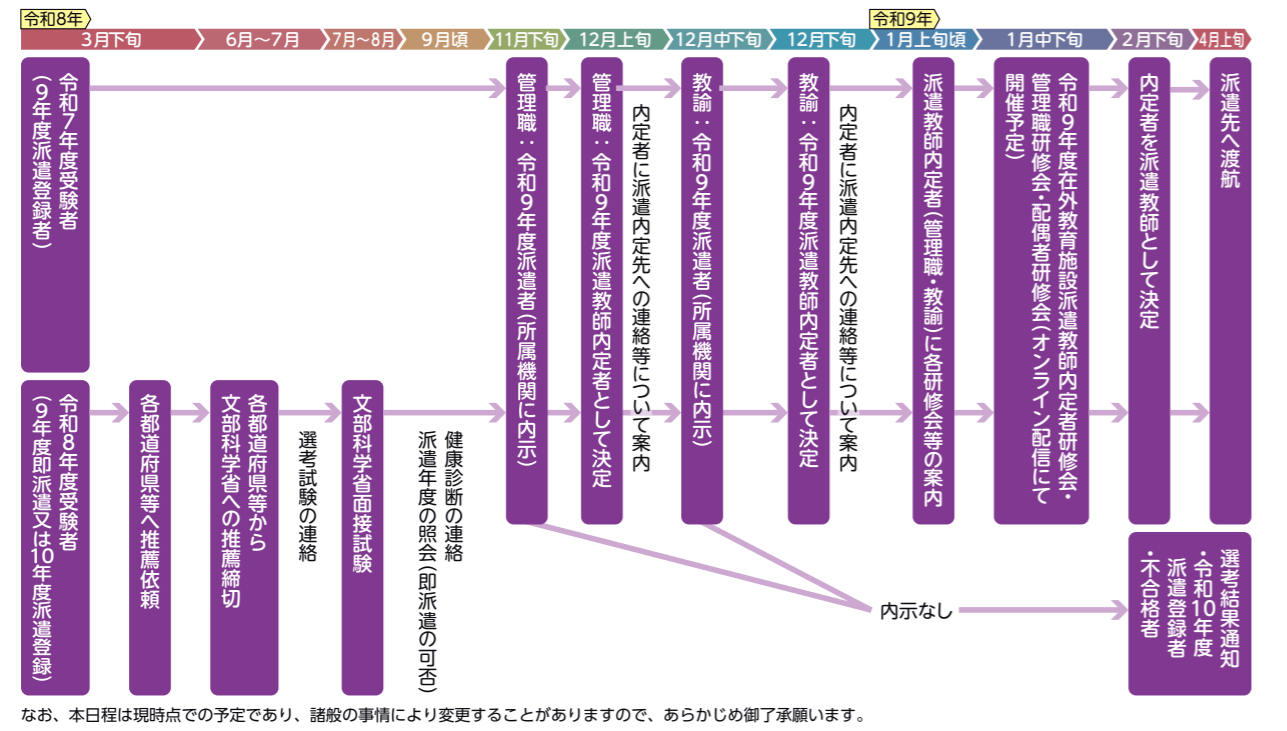 令和8年
令和9年
3月下旬
6月～7月
7月～8月
9月頃
11月下旬
12月上旬
12月中下旬
12月下旬
1月上旬頃
1月中下旬
2月下旬
4月上旬
令和7年度受験者
（9年度派遣登録者）
管理職：令和9年度派遣者（所属機関に内示）
管理職：令和9年度派遣教師内定者として決定
内定者に派遣内定先への連絡等について案内
教諭：令和9年度派遣者（所属機関に内示）
教諭：令和9年度派遣教師内定者として決定
内定者に派遣内定先への連絡等について案内
派遣教師内定者（管理職・教諭）に各研修会等の案内
令和9年度在外教育施設派遣教師内定者研修会・
管理職研修会・配偶者研修会（オンライン配信にて
開催予定）
内定者を派遣教師として決定
派遣先へ渡航
令和8年度受験者
（9年度即派遣又は10年度派遣登録）
各都道府県等へ推薦依頼
各都道府県等から
文部科学省への推薦締切
選考試験の連絡
文部科学省面接試験
健康診断の連絡
派遣年度の照会（即派遣の可否）
内示なし
選考結果通知
・令和10年度
派遣登録者
・不合格者
なお、本日程は現時点での予定であり、諸般の事情により変更することがありますので、あらかじめ御了承願います。